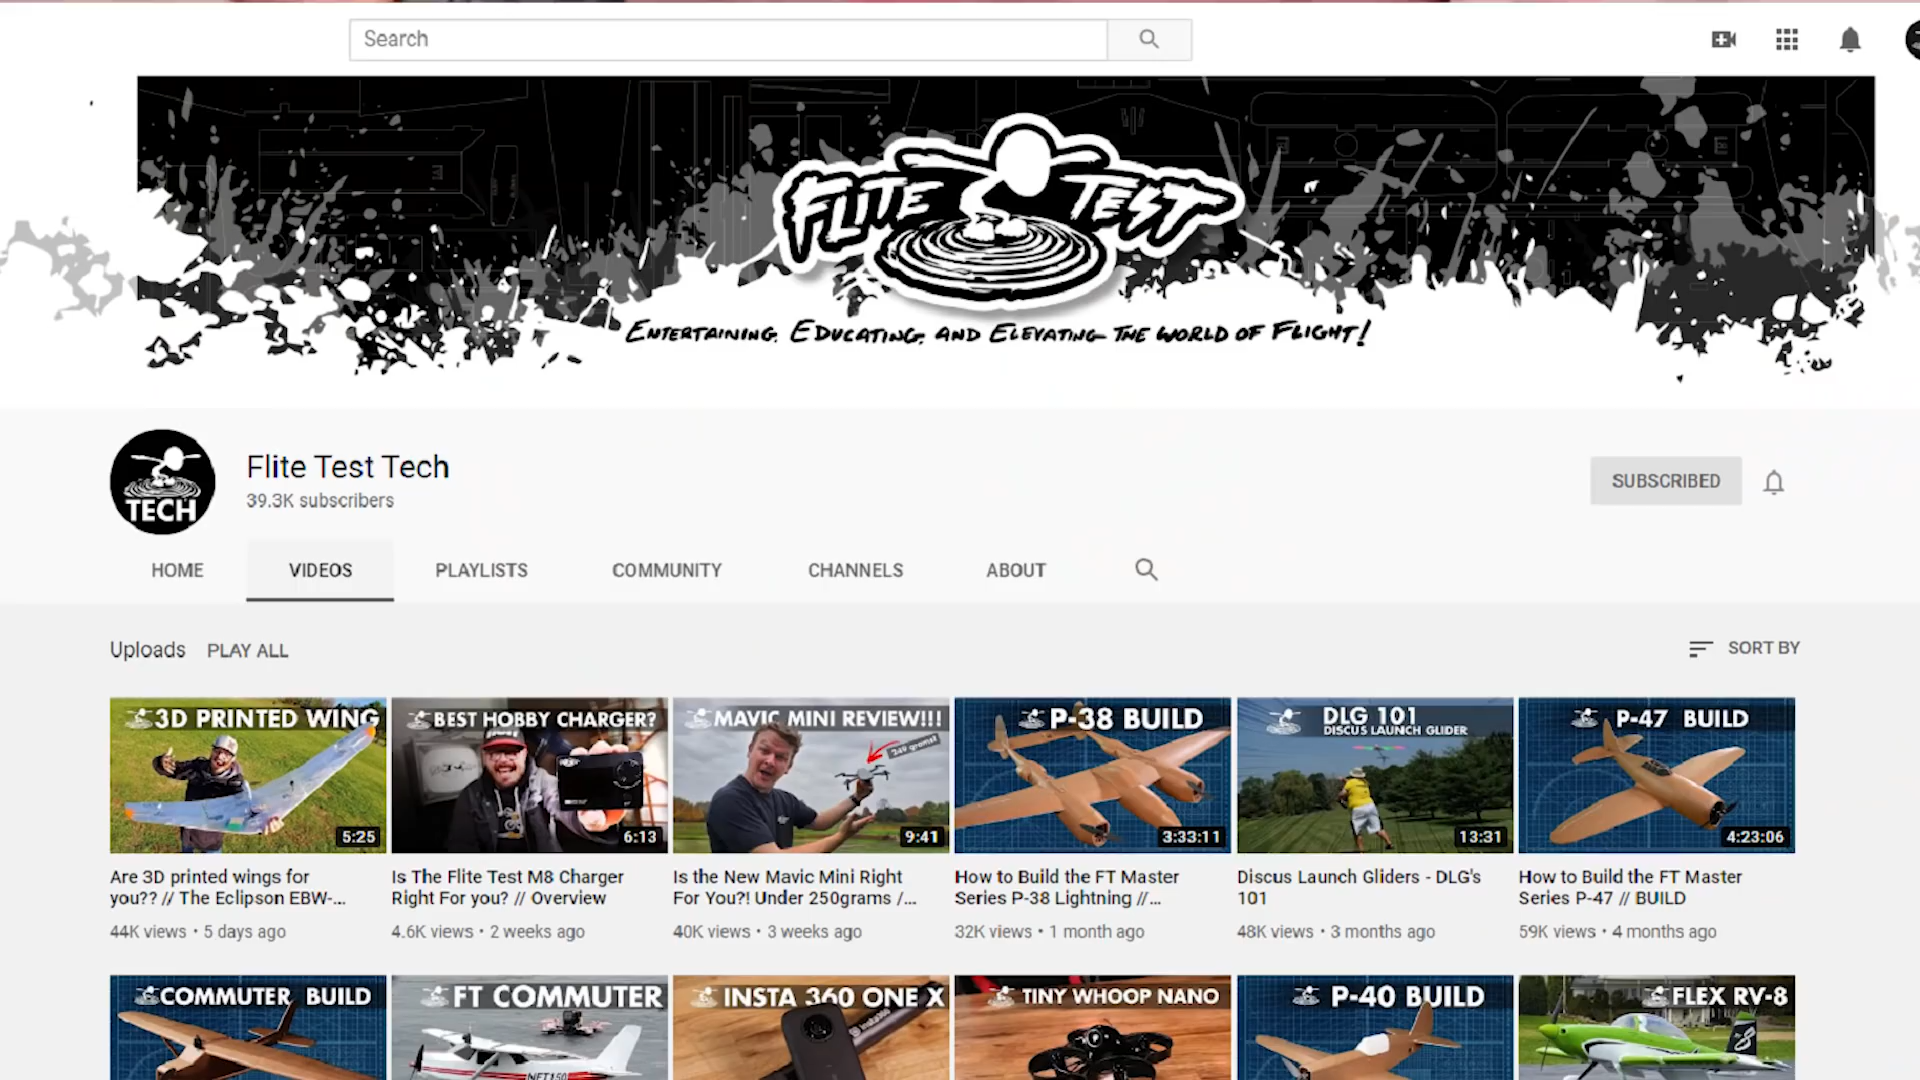 Search
FLITE TEST
ENTERTAINING, EDUCATING, AND ELEVATING THE WORLD OF FLIGHT!
TECH
Flite Test Tech
39.3K subscribers
SUBSCRIBED
HOME VIDEOS PLAYLISTS COMMUNITY CHANNELS ABOUT
Uploads PLAY ALL SORT BY
3D PRINTED WING
5:25
BEST HOBBY CHARGER?
6:13
MAVIC MINI REVIEW!!!
249 grams!
9:41
P-38 BUILD
3:33:11
DLG 101
DISCUS LAUNCH GLIDER
13:31
P-47 BUILD
4:23:06
Are 3D printed wings for
you?? // The Eclipson EBW-...
44K views • 5 days ago
Is The Flite Test M8 Charger
Right For you? // Overview
4.6K views • 2 weeks ago
Is the New Mavic Mini Right
For You?! Under 250grams /...
40K views • 3 weeks ago
How to Build the FT Master
Series P-38 Lightning //...
32K views • 1 month ago
Discus Launch Gliders - DLG's
101
48K views • 3 months ago
How to Build the FT Master
Series P-47 // BUILD
59K views • 4 months ago
COMMUTER BUILD
FT COMMUTER
INSTA 360 ONE X
Insta360
TINY WHOOP NANO
P-40 BUILD
FLEX RV-8